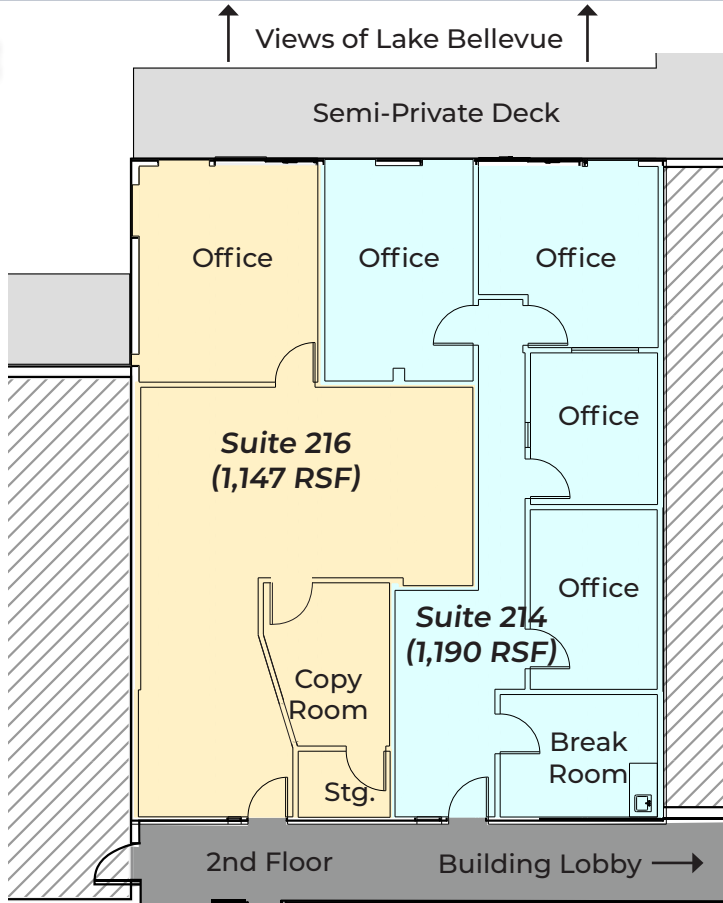 Views of Lake Bellevue
Semi-Private Deck
Office
Office
Office
Office
Suite 216
(1,147 RSF)
Office
Suite 214
(1,190 RSF)
Copy
Room
Break
Room
Stg.
2nd Floor
Building Lobby